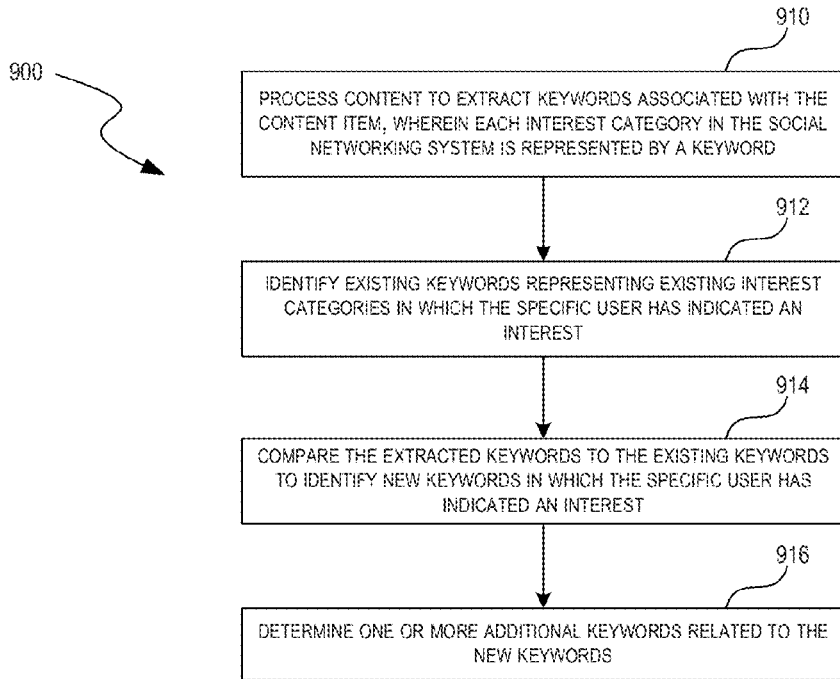 910
900
PROCESS CONTENT TO EXTRACT KEYWORDS ASSOCIATED WITH THE
CONTENT ITEM, WHEREIN EACH INTEREST CATEGORY IN THE SOCIAL
NETWORKING SYSTEM IS REPRESENTED BY A KEYWORD
912
IDENTIFY EXISTING KEYWORDS REPRESENTING EXISTING INTEREST
CATEGORIES IN WHICH THE SPECIFIC USER HAS INDICATED AN
INTEREST
914
COMPARE THE EXTRACTED KEYWORDS TO THE EXISTING KEYWORDS
TO IDENTIFY NEW KEYWORDS IN WHICH THE SPECIFIC USER HAS
INDICATED AN INTEREST
916
DETERMINE ONE OR MORE ADDITIONAL KEYWORDS RELATED TO THE
NEW KEYWORDS